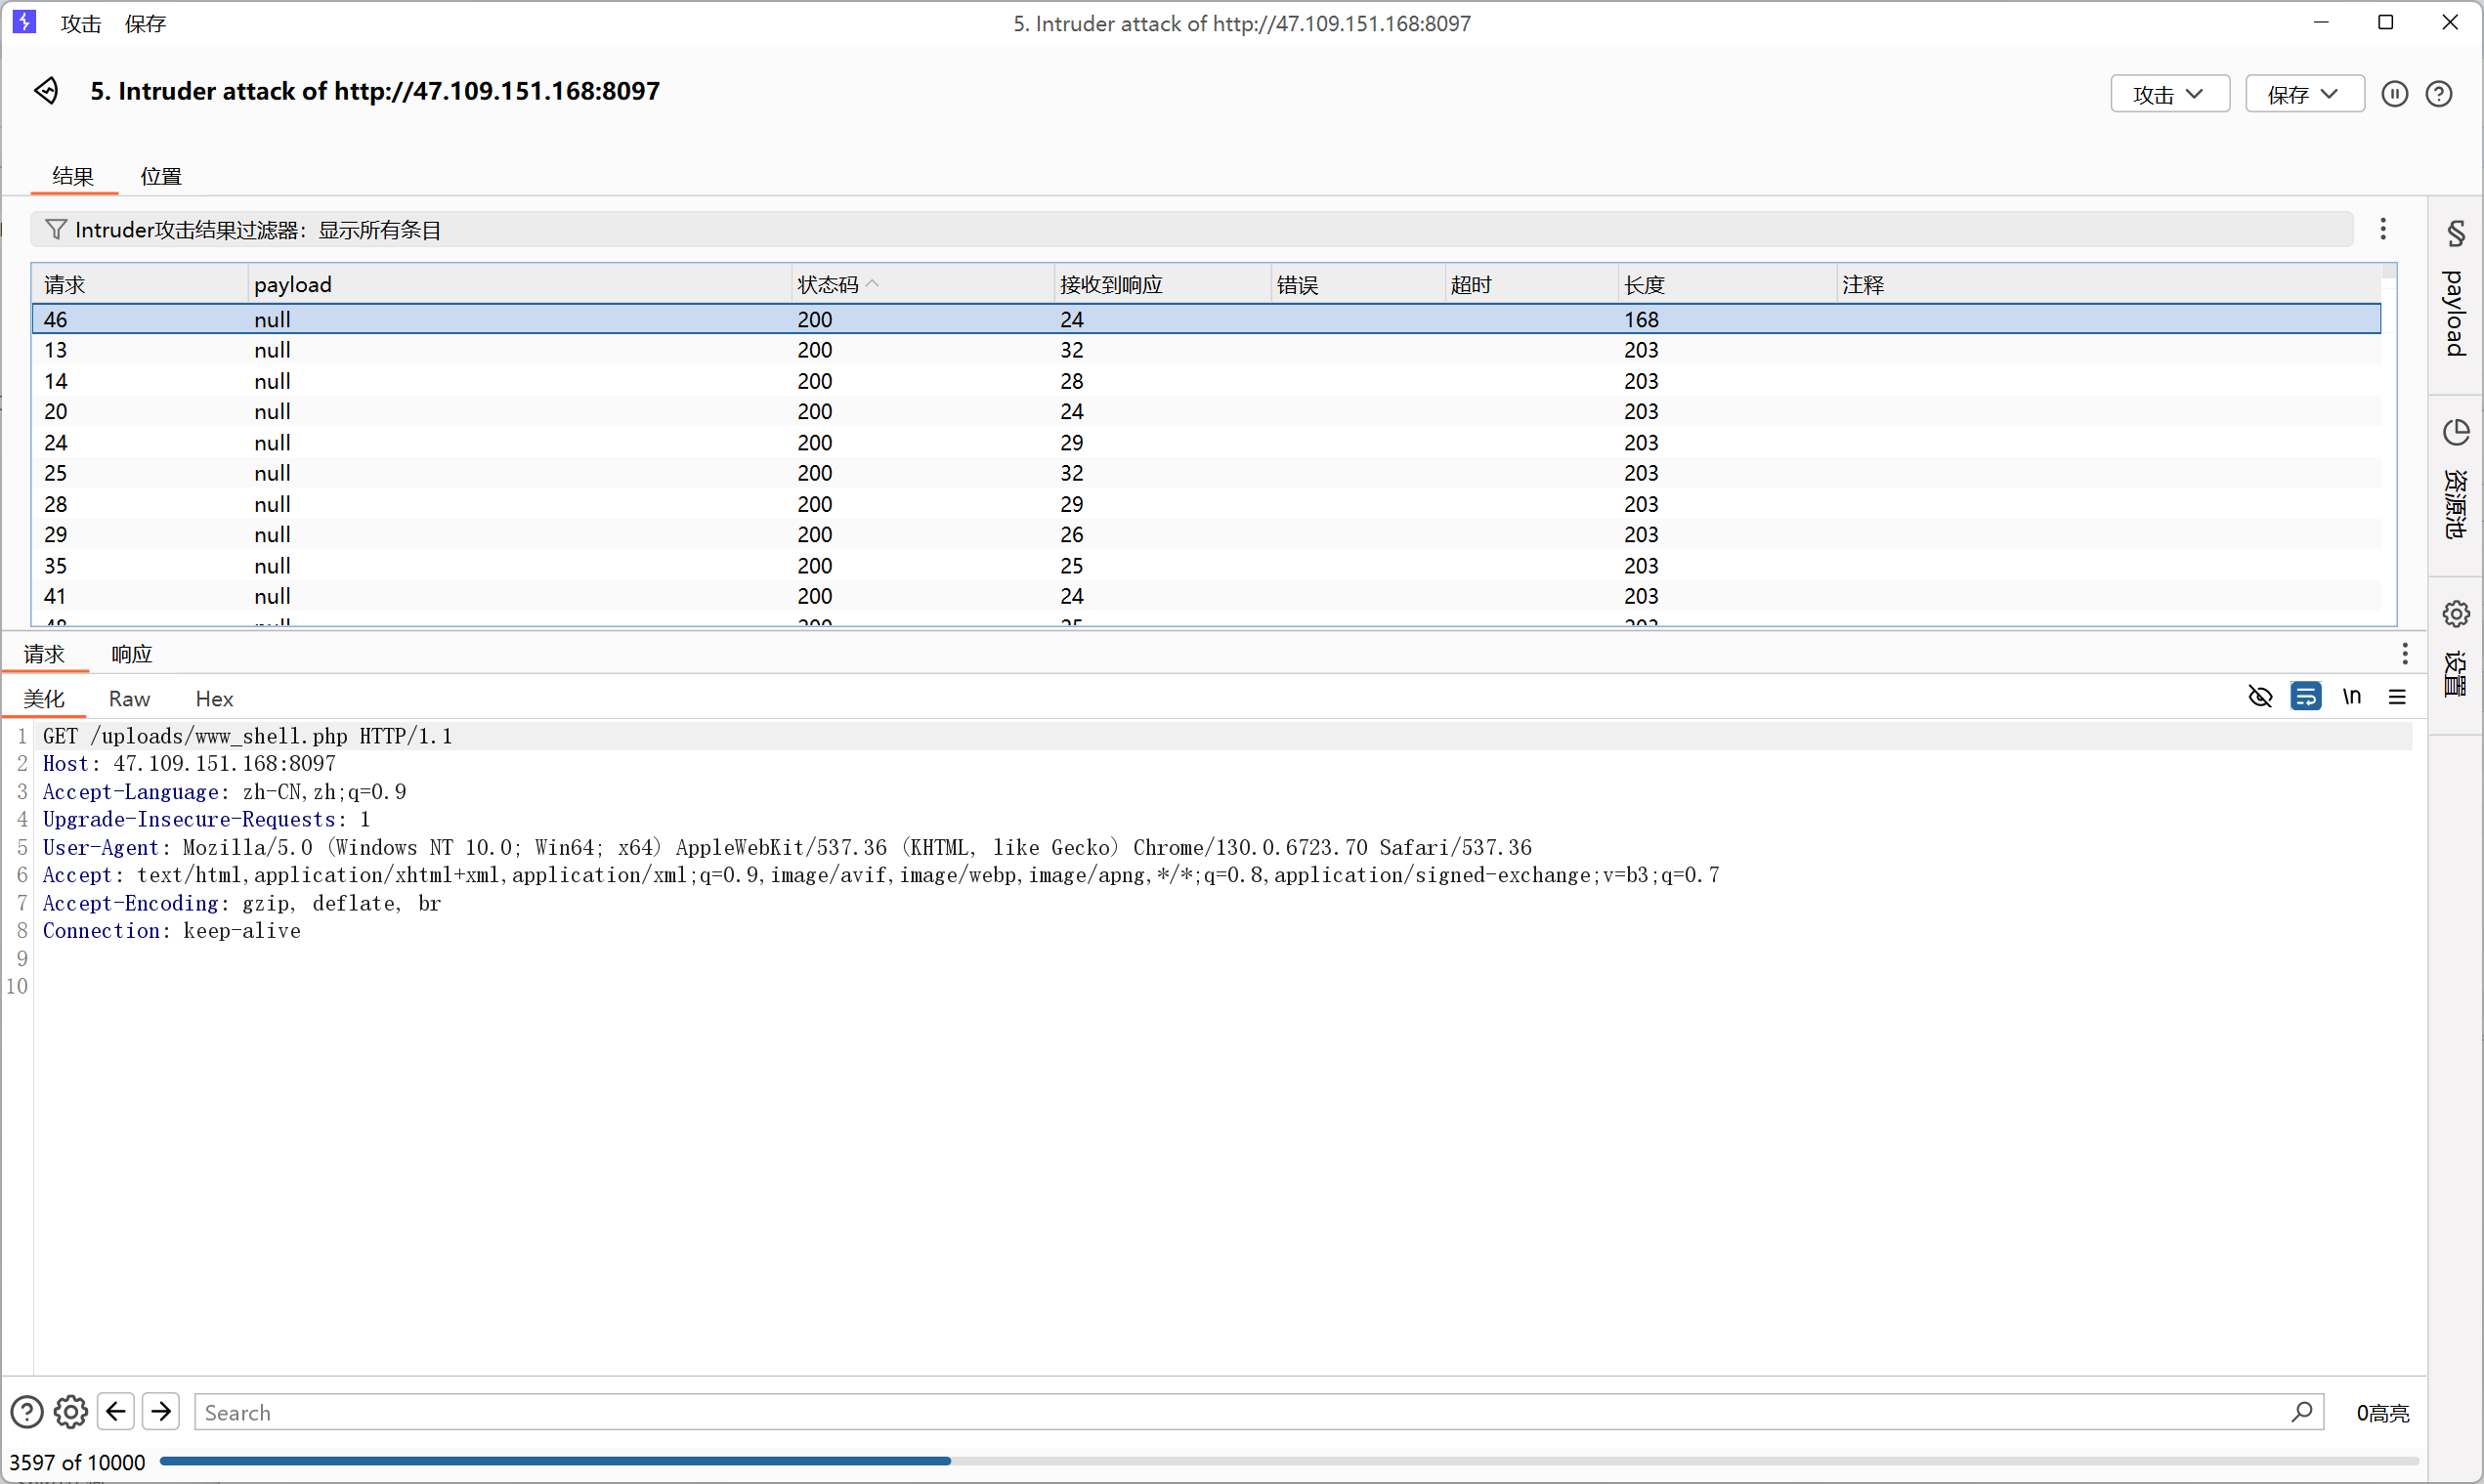 攻击 保存 5. Intruder attack of http://47.109.151.168:8097
5. Intruder attack of http://47.109.151.168:8097 攻击 保存
结果 位置
Intruder攻击结果过滤器：显示所有条目
请求 payload 状态码 接收到响应 错误 超时 长度 注释
46 null 200 24 168
13 null 200 32 203
14 null 200 28 203
20 null 200 24 203
24 null 200 29 203
25 null 200 32 203
28 null 200 29 203
29 null 200 26 203
35 null 200 25 203
41 null 200 24 203
payload
资源池
设置
请求 响应
美化 Raw Hex \n
1 GET /uploads/www_shell.php HTTP/1.1
2 Host: 47.109.151.168:8097
3 Accept-Language: zh-CN,zh;q=0.9
4 Upgrade-Insecure-Requests: 1
5 User-Agent: Mozilla/5.0 (Windows NT 10.0; Win64; x64) AppleWebKit/537.36 (KHTML, like Gecko) Chrome/130.0.6723.70 Safari/537.36
6 Accept: text/html,application/xhtml+xml,application/xml;q=0.9,image/avif,image/webp,image/apng,*/*;q=0.8,application/signed-exchange;v=b3;q=0.7
7 Accept-Encoding: gzip, deflate, br
8 Connection: keep-alive
9
10
Search 0高亮
3597 of 10000